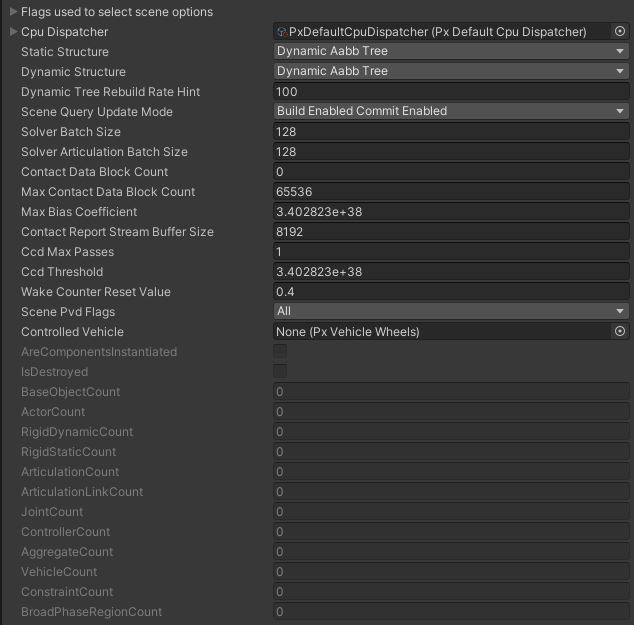 Flags used to select scene options
Cpu Dispatcher PxDefaultCpuDispatcher (Px Default Cpu Dispatcher)
Static Structure Dynamic Aabb Tree
Dynamic Structure Dynamic Aabb Tree
Dynamic Tree Rebuild Rate Hint 100
Scene Query Update Mode Build Enabled Commit Enabled
Solver Batch Size 128
Solver Articulation Batch Size 128
Contact Data Block Count 0
Max Contact Data Block Count 65536
Max Bias Coefficient 3.402823e+38
Contact Report Stream Buffer Size 8192
Ccd Max Passes 1
Ccd Threshold 3.402823e+38
Wake Counter Reset Value 0.4
Scene Pvd Flags All
Controlled Vehicle None (Px Vehicle Wheels)
AreComponentsInstantiated
IsDestroyed
BaseObjectCount 0
ActorCount 0
RigidDynamicCount 0
RigidStaticCount 0
ArticulationCount 0
ArticulationLinkCount 0
JointCount 0
ControllerCount 0
AggregateCount 0
VehicleCount 0
ConstraintCount 0
BroadPhaseRegionCount 0